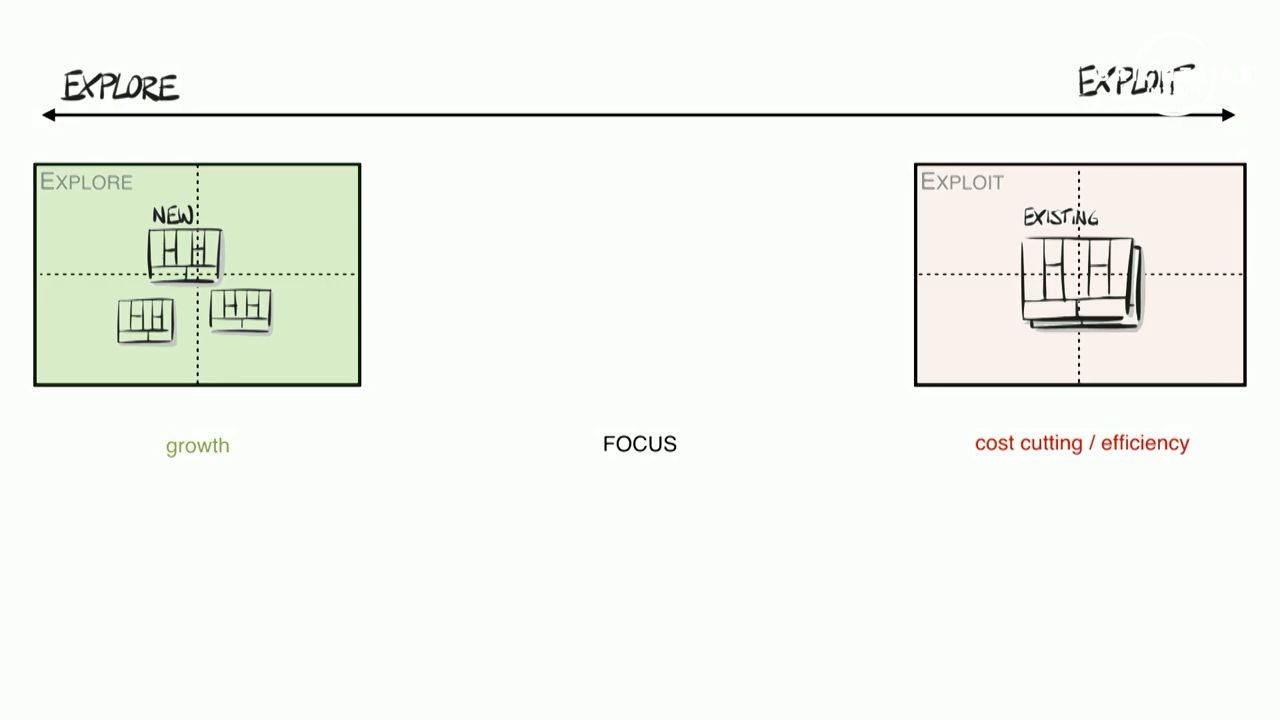 EXPLORE
EXPLOIT
EXPLORE
NEW
EXPLOIT
EXISTING
growth
FOCUS
cost cutting / efficiency